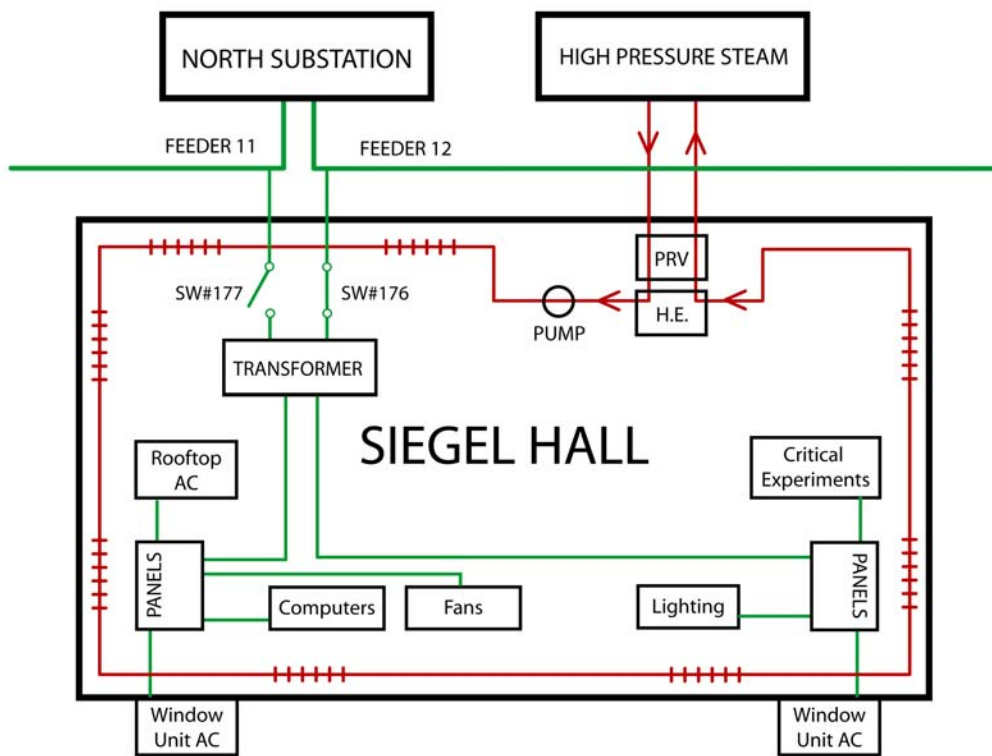 NORTH SUBSTATION
HIGH PRESSURE STEAM
FEEDER 11
FEEDER 12
PRV
SW#177
SW#176
H.E.
PUMP
TRANSFORMER
SIEGEL HALL
Rooftop
AC
Critical
Experiments
PANELS
PANELS
Computers
Fans
Lighting
Window
Unit AC
Window
Unit AC